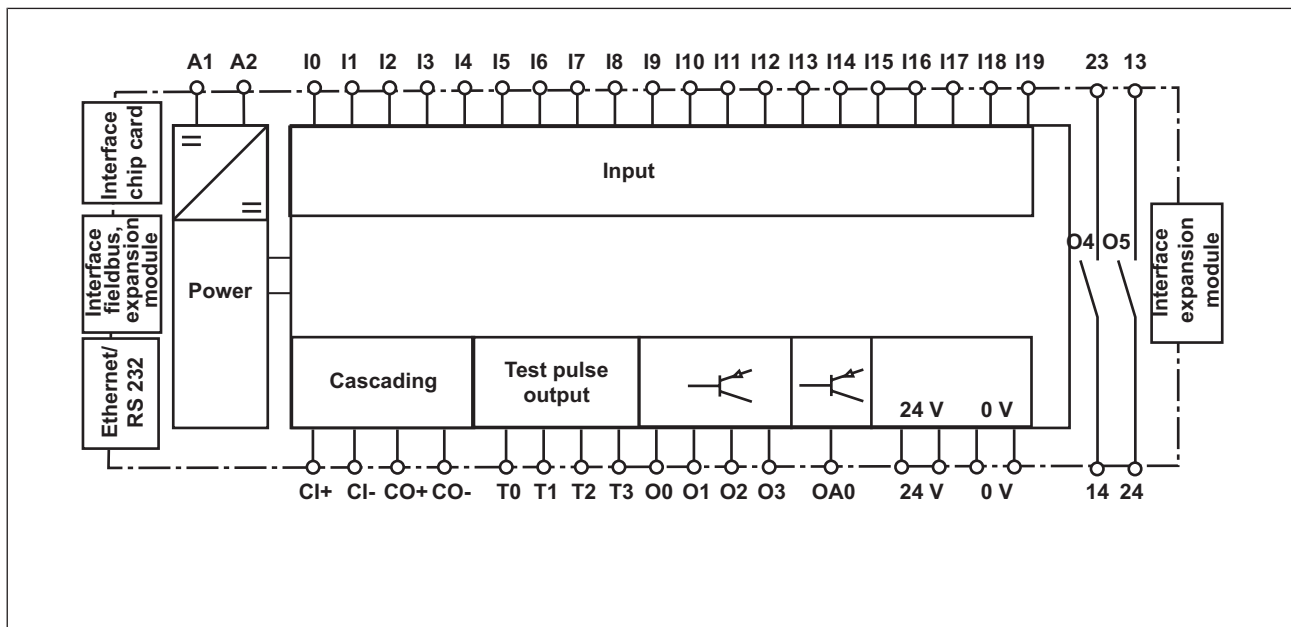 A1 A2 I0 I1 I2 I3 I4 I5 I6 I7 I8 I9 I10 I11 I12 I13 I14 I15 I16 I17 I18 I19 23 13
Interface
chip card
Input
Interface
fieldbus,
expansion
module
Power
O4 O5
Interface
expansion
module
Ethernet/
RS 232
Cascading
Test pulse
output
24 V 0 V
CI+ CI- CO+ CO- T0 T1 T2 T3 O0 O1 O2 O3 OA0 24 V 0 V 14 24